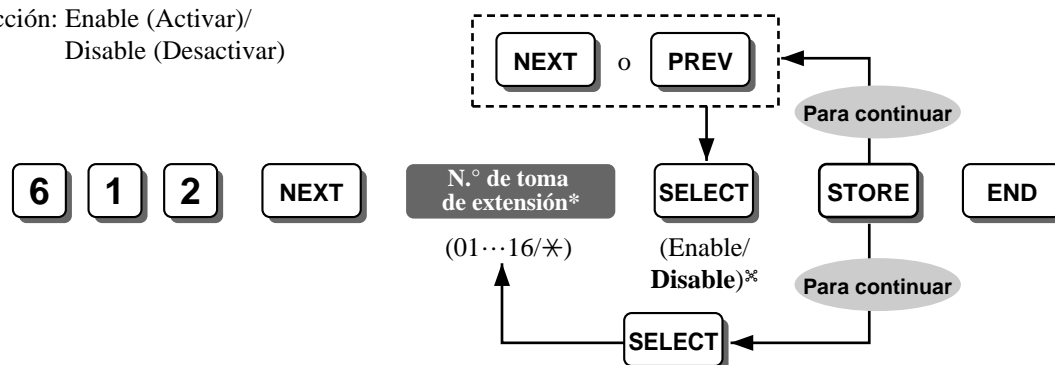 cción: Enable (Activar)/
Disable (Desactivar)
NEXT o PREV
Para continuar
6 1 2 NEXT N.° de toma de extensión* SELECT STORE END
(01···16/✳)
(Enable/
Disable)⌘
Para continuar
SELECT